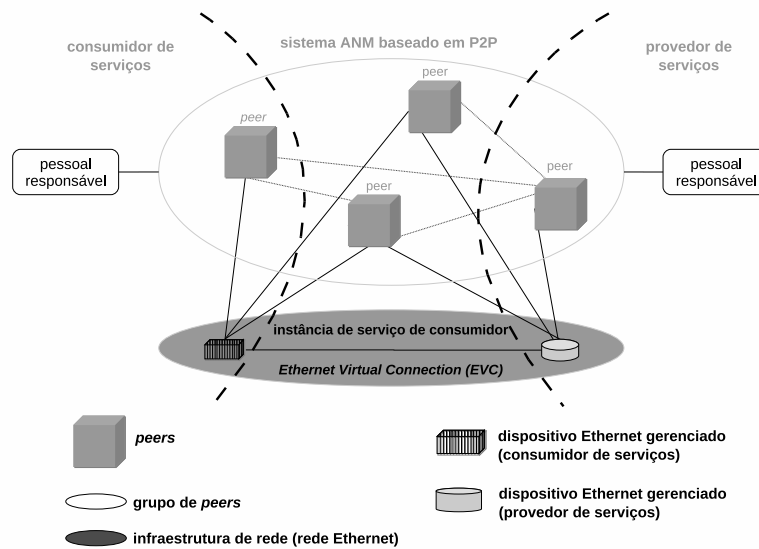 consumidor de
serviços
sistema ANM baseado em P2P
provedor de
serviços
peer
peer
peer
peer
pessoal
responsável
pessoal
responsável
instância de serviço de consumidor
Ethernet Virtual Connection (EVC)
peers
grupo de peers
infraestrutura de rede (rede Ethernet)
dispositivo Ethernet gerenciado
(consumidor de serviços)
dispositivo Ethernet gerenciado
(provedor de serviços)